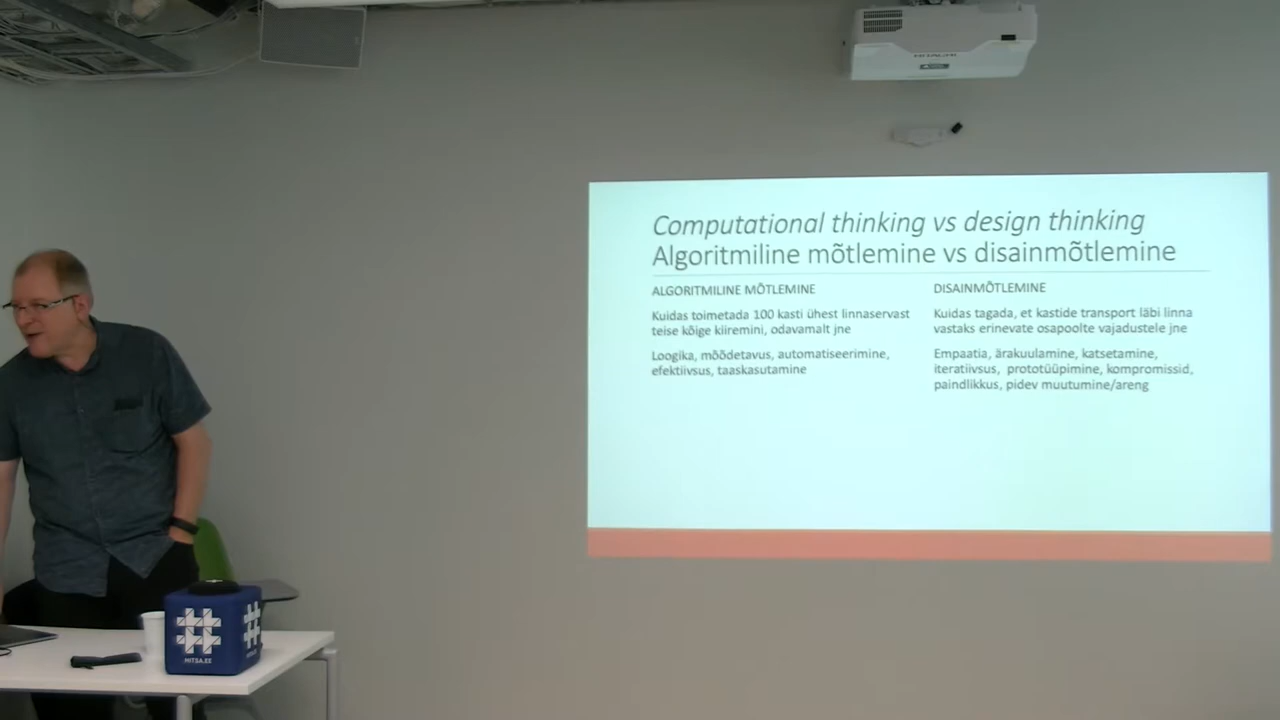 HITACHI
Computational thinking vs design thinking
Algoritmiline mõtlemine vs disainmõtlemine
ALGORITMILINE MÕTLEMINE
Kuidas toimetada 100 kasti ühest linnaservast
teise kõige kiiremini, odavamalt jne
Loogika, mõõdetavus, automatiseerimine,
efektiivsus, taaskasutamine
DISAINMÕTLEMINE
Kuidas tagada, et kastide transport läbi linna
vastaks erinevate osapoolte vajadustele jne
Empaatia, ärakuulamine, katsetamine,
iteratiivsus, prototüüpimine, kompromissid,
paindlikkus, pidev muutumine/areng
HITSA.EE